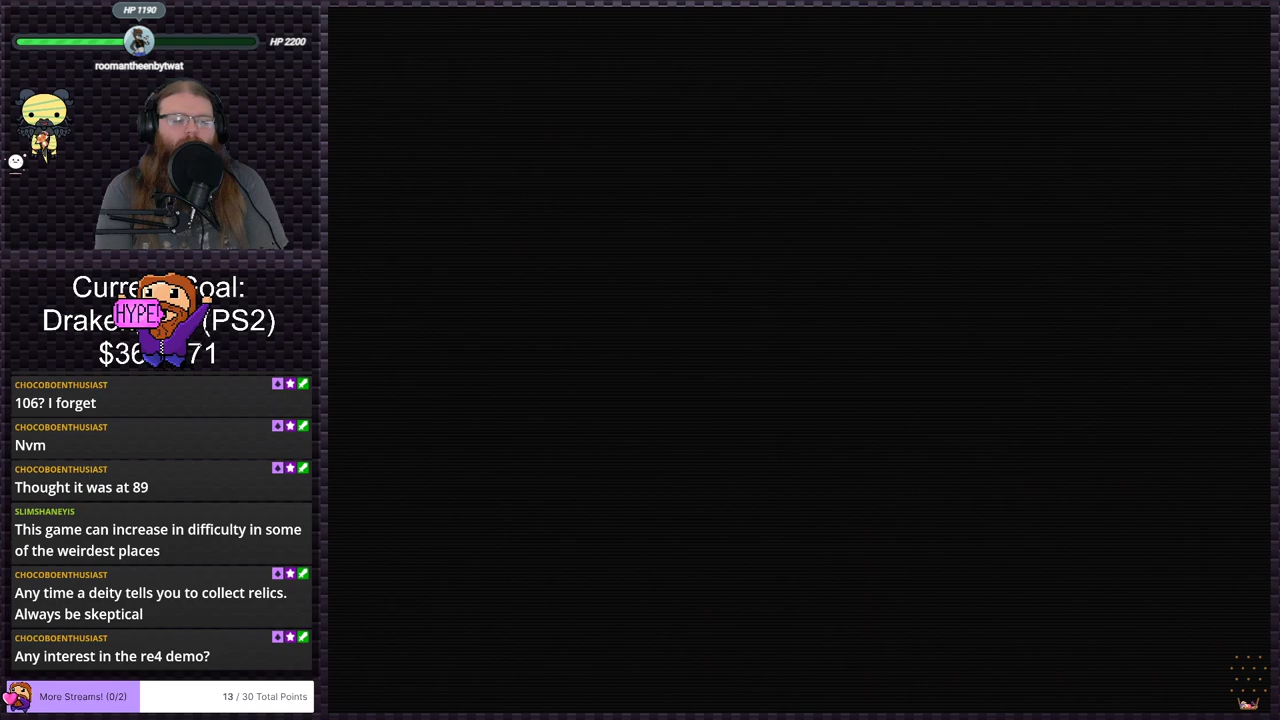 HP 1190
HP 2200
roomantheenbytwat
Goal:
(PS2)
HYPE!
CHOCOBOENTHUSIAST
106? I forget
CHOCOBOENTHUSIAST
Nvm
CHOCOBOENTHUSIAST
Thought it was at 89
SLIMSHANEYIS
This game can increase in difficulty in some
of the weirdest places
CHOCOBOENTHUSIAST
Any time a deity tells you to collect relics.
Always be skeptical
CHOCOBOENTHUSIAST
Any interest in the re4 demo?
More Streams! (0/2)
13 / 30 Total Points